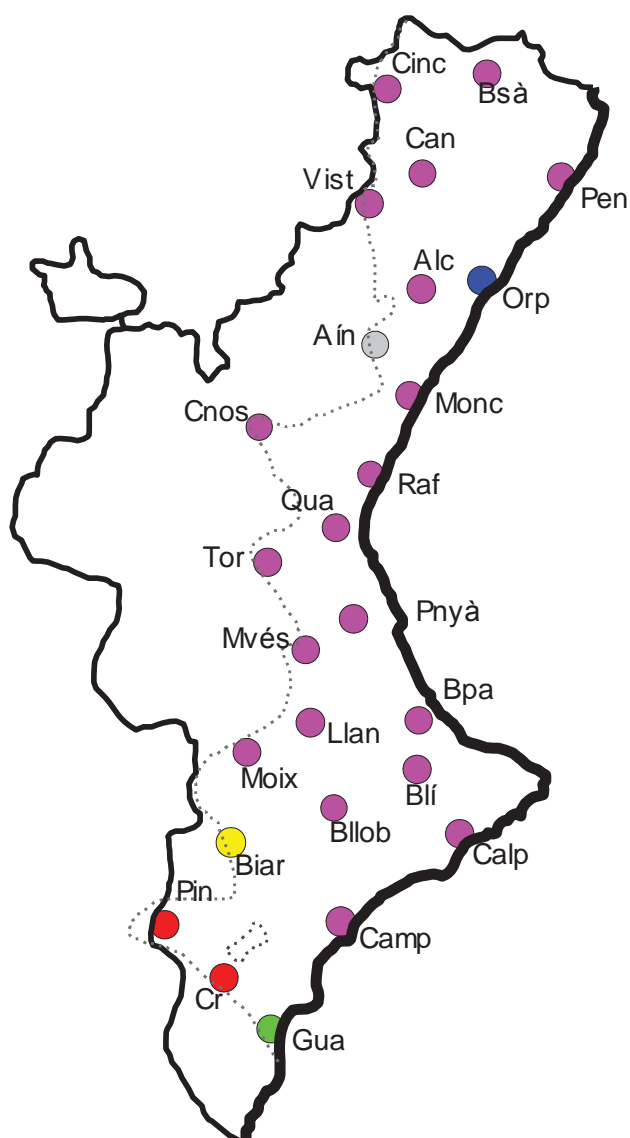 Cinc
Bsà
Can
Vist
Pen
Alc
Orp
Aín
Monc
Cnos
Raf
Qua
Tor
Pnyà
Mvés
Bpa
Llan
Moix
Blí
Bllob
Calp
Biar
Pin
Camp
Cr
Gua